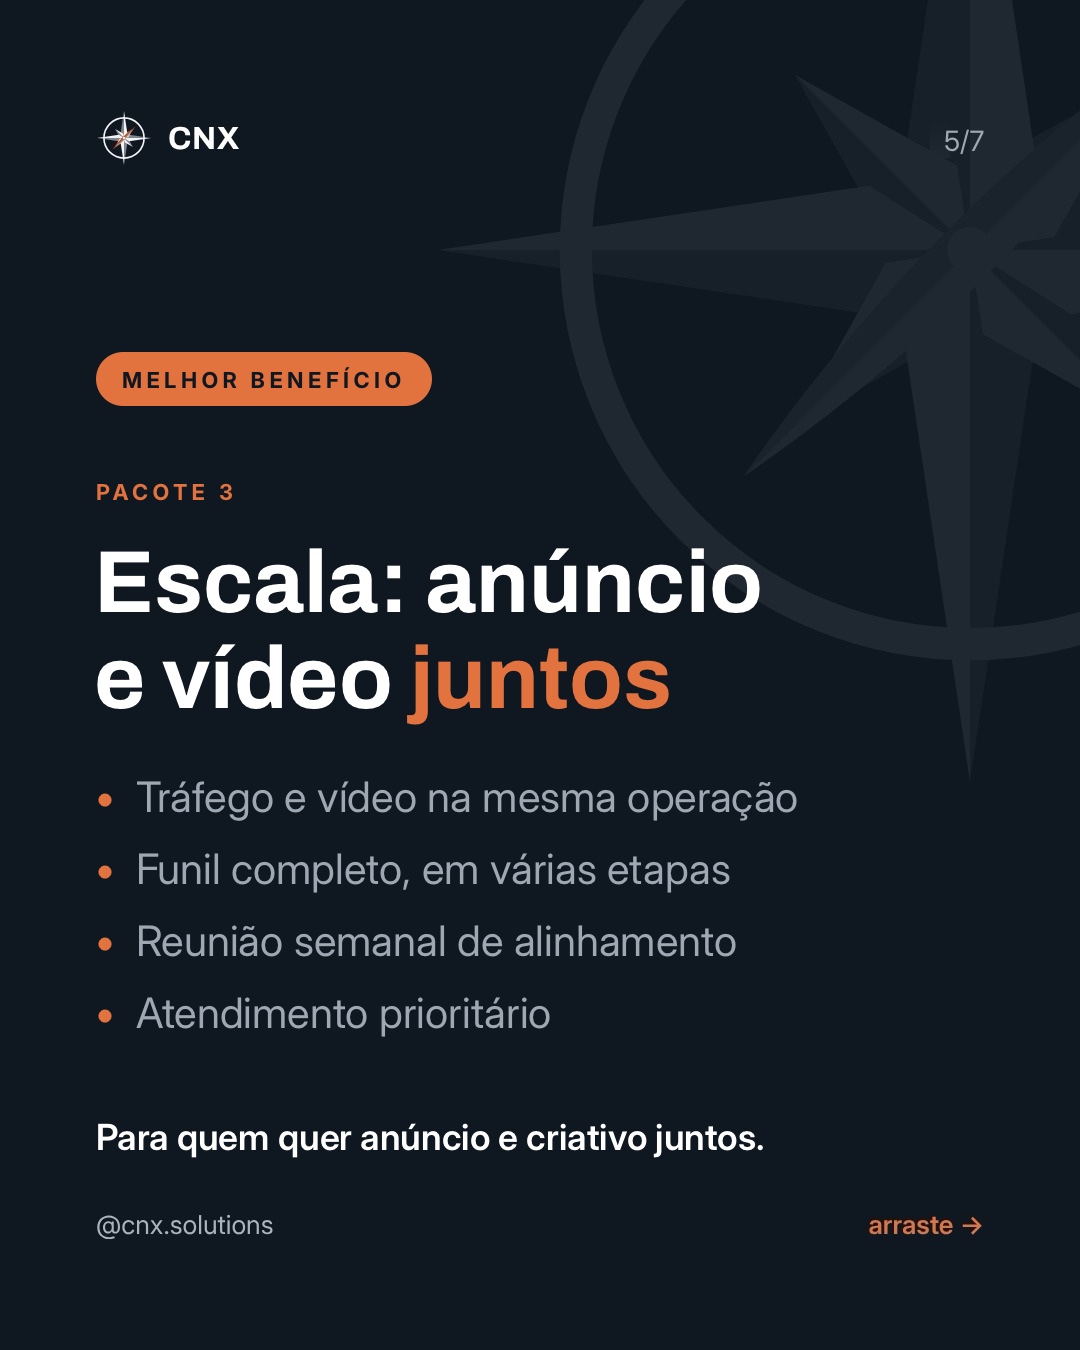 CNX
5/7
MELHOR BENEFÍCIO
PACOTE 3
Escala: anúncio
e vídeo juntos
• Tráfego e vídeo na mesma operação
• Funil completo, em várias etapas
• Reunião semanal de alinhamento
• Atendimento prioritário
Para quem quer anúncio e criativo juntos.
@cnx.solutions
arraste →